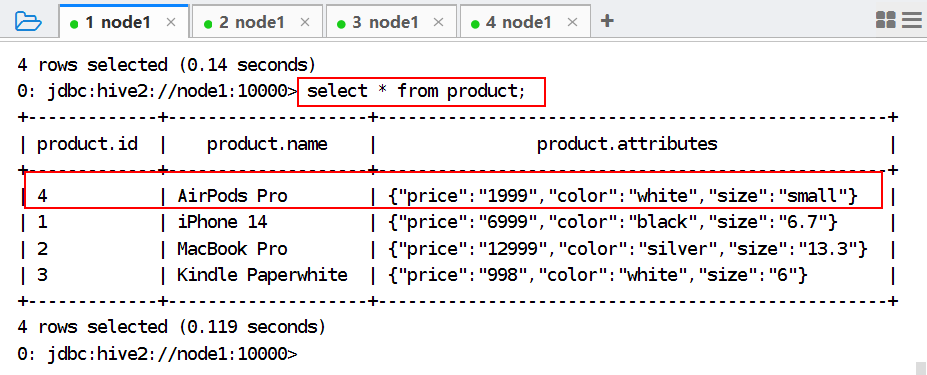 1 node1 × 2 node1 × 3 node1 × 4 node1 × +
4 rows selected (0.14 seconds)
0: jdbc:hive2://node1:10000> select * from product;
+-------------+--------------------+---------------------------------------------------+
| product.id  |    product.name    |                product.attributes                 |
+-------------+--------------------+---------------------------------------------------+
| 4           | AirPods Pro        | {"price":"1999","color":"white","size":"small"}   |
| 1           | iPhone 14          | {"price":"6999","color":"black","size":"6.7"}     |
| 2           | MacBook Pro        | {"price":"12999","color":"silver","size":"13.3"}  |
| 3           | Kindle Paperwhite  | {"price":"998","color":"white","size":"6"}        |
+-------------+--------------------+---------------------------------------------------+
4 rows selected (0.119 seconds)
0: jdbc:hive2://node1:10000>